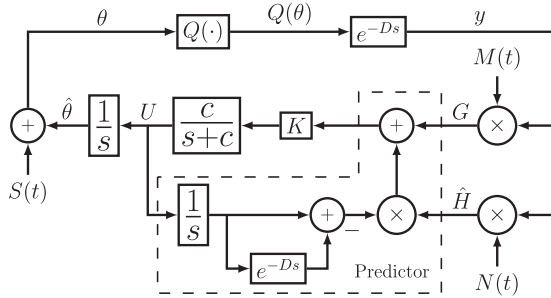 θ Q(·) Q(θ) e^{-Ds} y
M(t)
+ θ̂ 1/s U c/(s+c) K + G ×
S(t)
1/s + − × Ĥ ×
e^{-Ds} Predictor N(t)